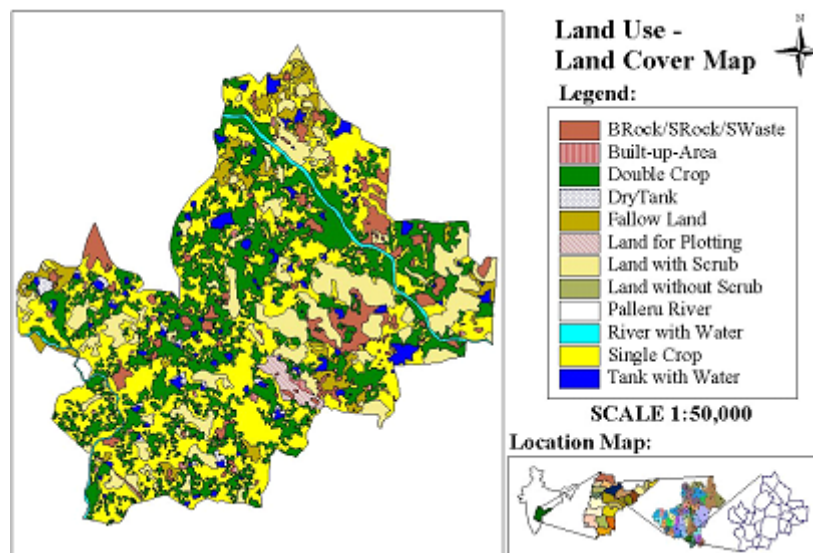 Land Use -
Land Cover Map
N
Legend:
BRock/SRock/SWaste
Built-up-Area
Double Crop
DryTank
Fallow Land
Land for Plotting
Land with Scrub
Land without Scrub
Palleru River
River with Water
Single Crop
Tank with Water
SCALE 1:50,000
Location Map: